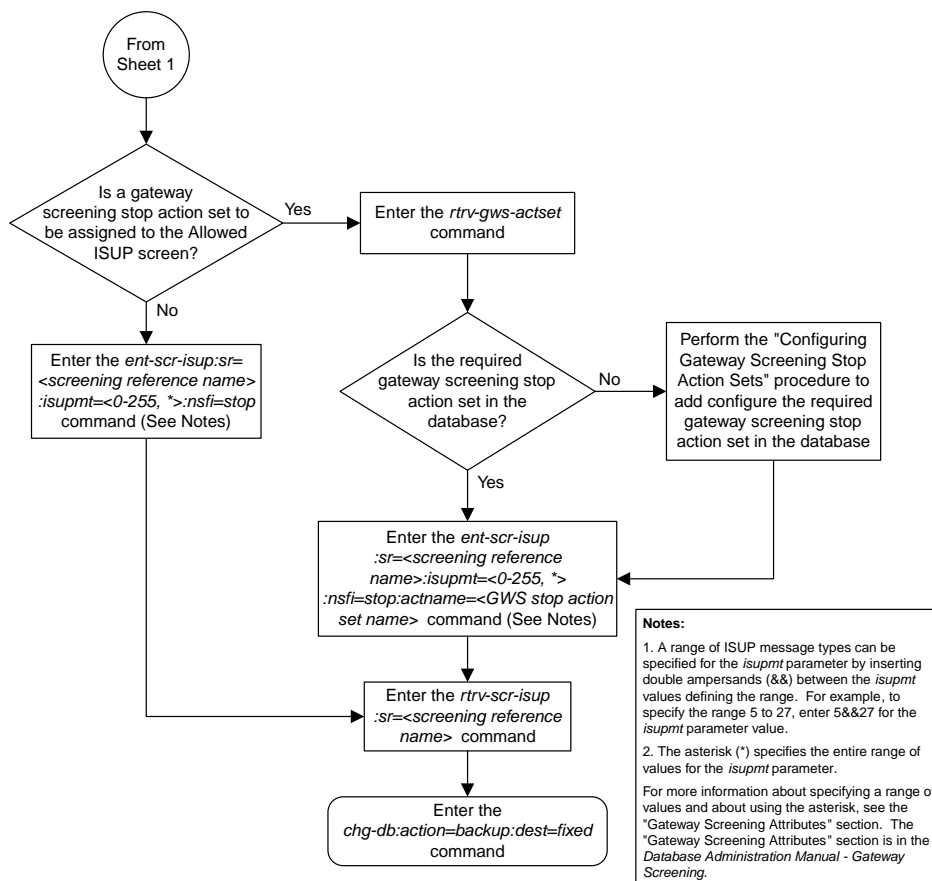 From
Sheet 1
Is a gateway
screening stop action set to
be assigned to the Allowed
ISUP screen?
Yes
No
Enter the rtrv-gws-actset
command
Enter the ent-scr-isup:sr=
<screening reference name>
:isupmt=<0-255, *>:nsfi=stop
command (See Notes)
Is the required
gateway screening stop
action set in the
database?
No
Yes
Perform the "Configuring
Gateway Screening Stop
Action Sets" procedure to
add configure the required
gateway screening stop
action set in the database
Enter the ent-scr-isup
:sr=<screening reference
name>:isupmt=<0-255, *>
:nsfi=stop:actname=<GWS stop action
set name> command (See Notes)
Enter the rtrv-scr-isup
:sr=<screening reference
name> command
Enter the
chg-db:action=backup:dest=fixed
command
Notes:
1. A range of ISUP message types can be
specified for the isupmt parameter by inserting
double ampersands (&&) between the isupmt
values defining the range. For example, to
specify the range 5 to 27, enter 5&&27 for the
isupmt parameter value.
2. The asterisk (*) specifies the entire range of
values for the isupmt parameter.
For more information about specifying a range of
values and about using the asterisk, see the
"Gateway Screening Attributes" section. The
"Gateway Screening Attributes" section is in the
Database Administration Manual - Gateway
Screening.